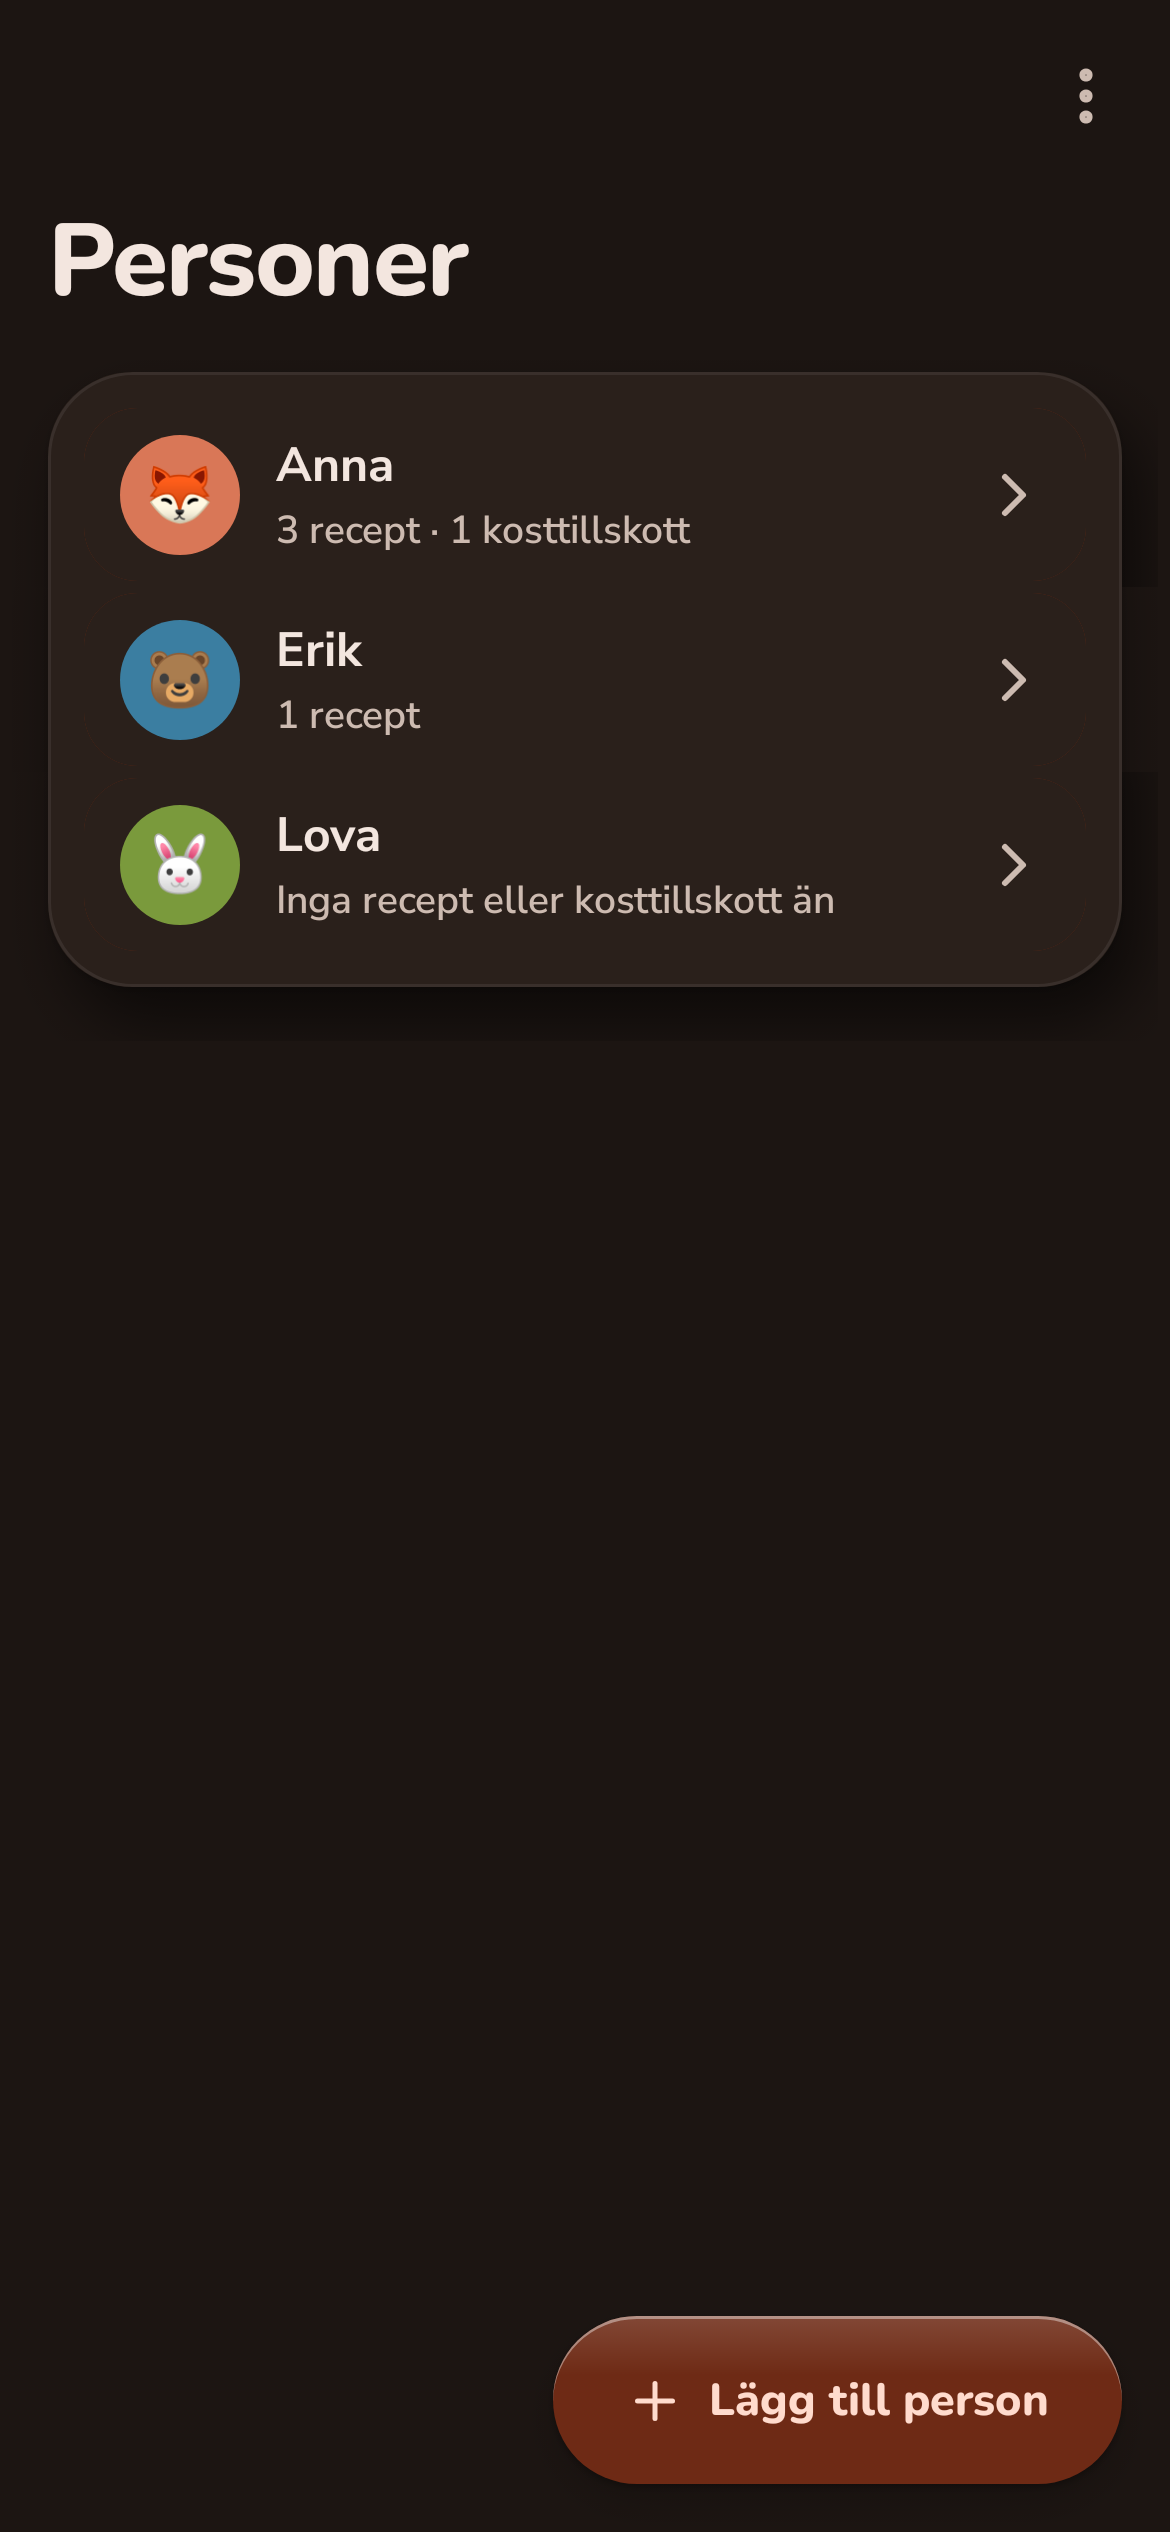 Personer
Anna
3 recept · 1 kosttillskott
Erik
1 recept
Lova
Inga recept eller kosttillskott än
Lägg till person